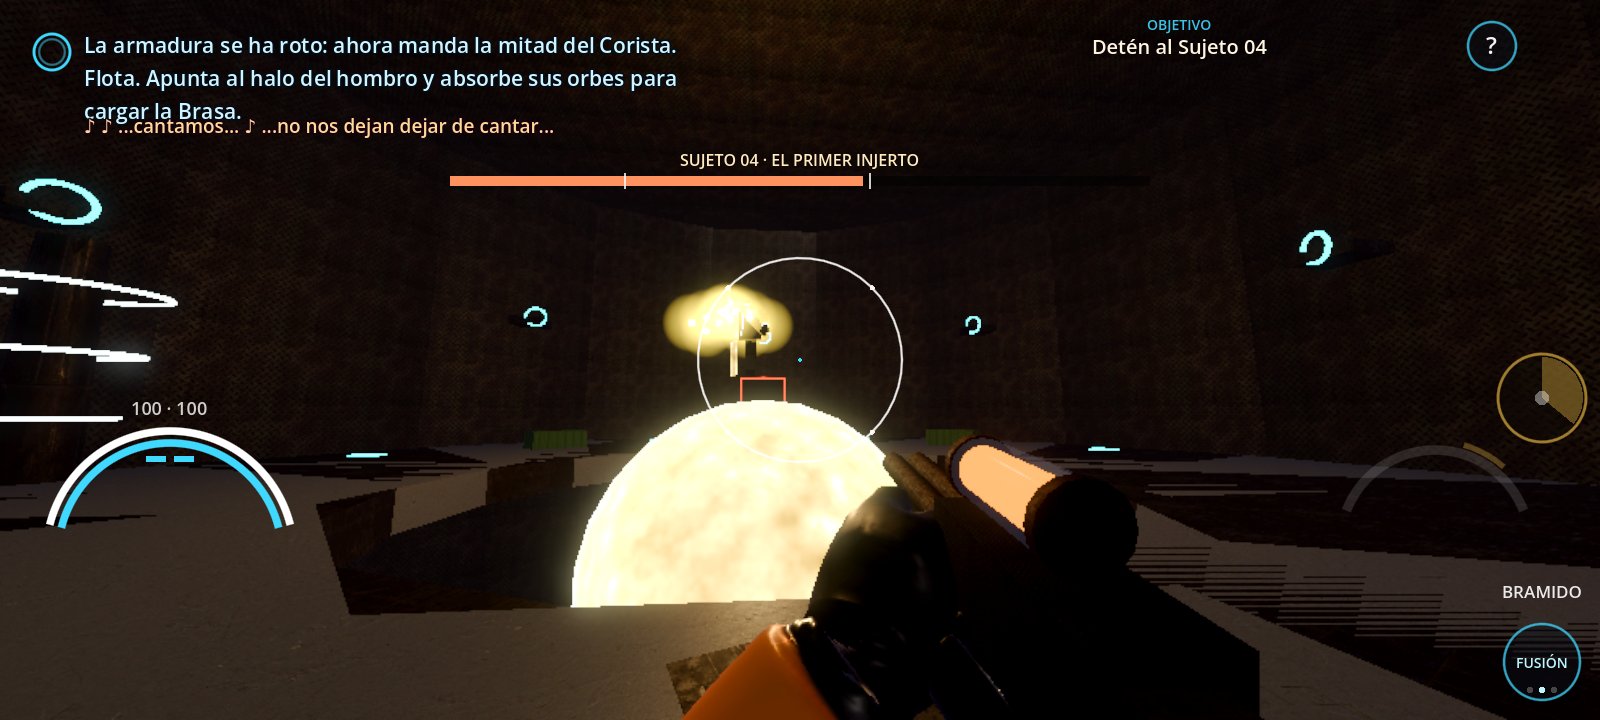 La armadura se ha roto: ahora manda la mitad del Corista.
Flota. Apunta al halo del hombro y absorbe sus orbes para
cargar la Brasa.
♪ ♪ ...cantamos... ♪ ...no nos dejan dejar de cantar...
OBJETIVO
Detén al Sujeto 04
?
SUJETO 04 · EL PRIMER INJERTO
100 · 100
BRAMIDO
FUSIÓN